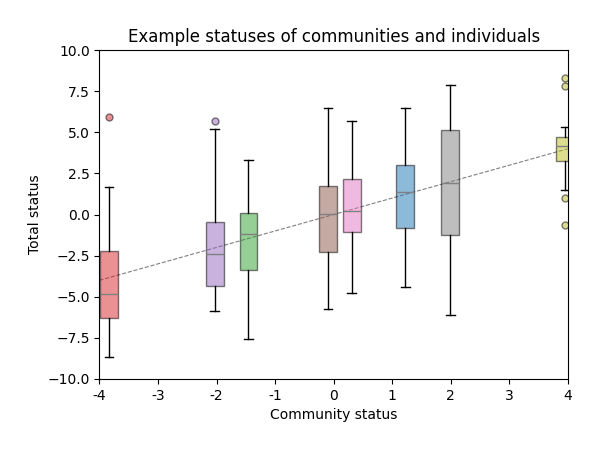 Example statuses of communities and individuals
10.0
7.5
5.0
2.5
0.0
−2.5
−5.0
−7.5
−10.0
Total status
-4 -3 -2 -1 0 1 2 3 4
Community status